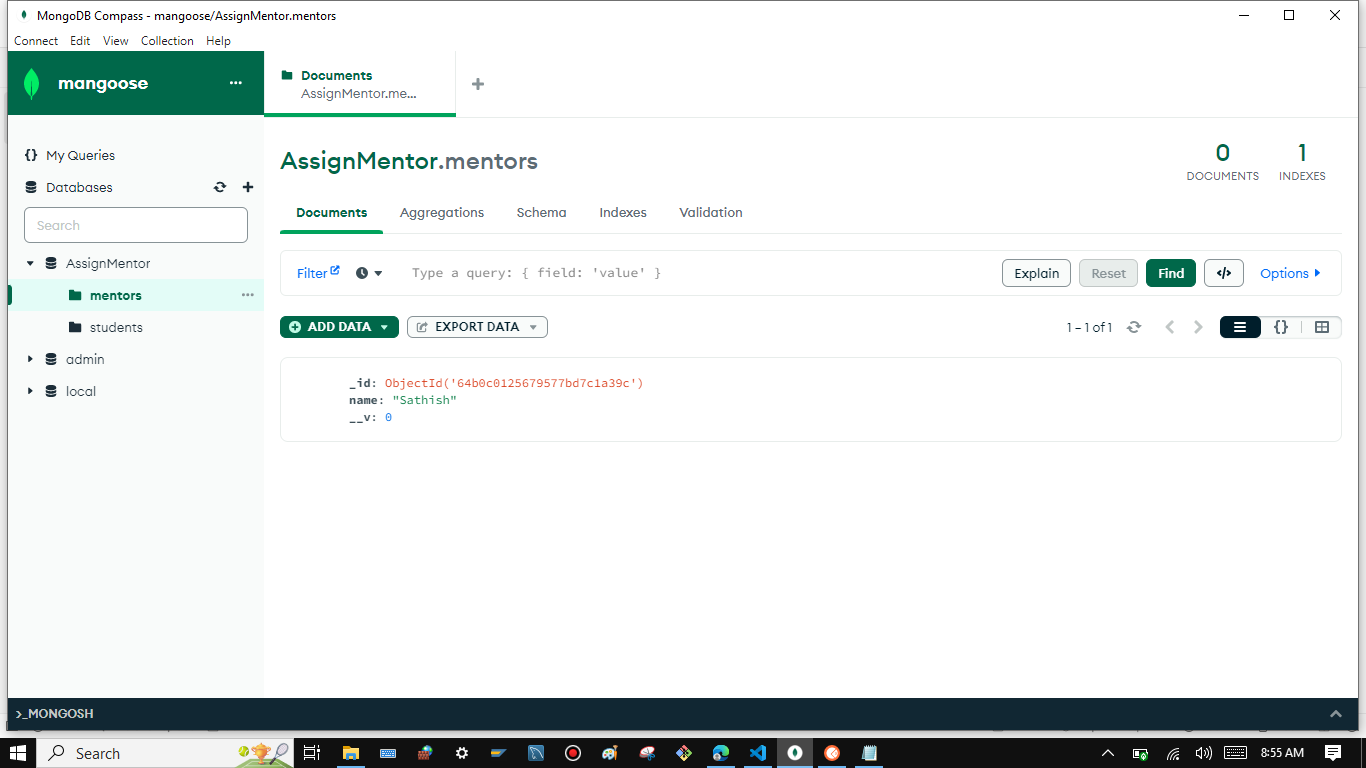 MongoDB Compass - mangoose/AssignMentor.mentors
Connect Edit View Collection Help
mangoose
Documents
AssignMentor.me...
My Queries
Databases
Search
AssignMentor
mentors
students
admin
local
AssignMentor.mentors
0
DOCUMENTS
1
INDEXES
Documents Aggregations Schema Indexes Validation
Filter Type a query: { field: 'value' } Explain Reset Find </> Options
ADD DATA EXPORT DATA 1 – 1 of 1 {}
_id: ObjectId('64b0c0125679577bd7c1a39c')
name: "Sathish"
__v: 0
>_MONGOSH
Search 8:55 AM